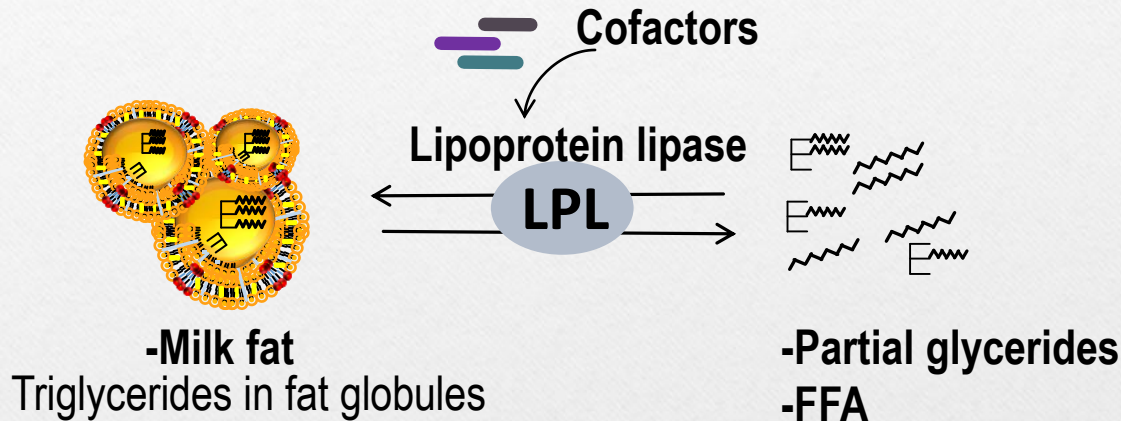 Cofactors
Lipoprotein lipase
LPL
-Milk fat
Triglycerides in fat globules
-Partial glycerides
-FFA